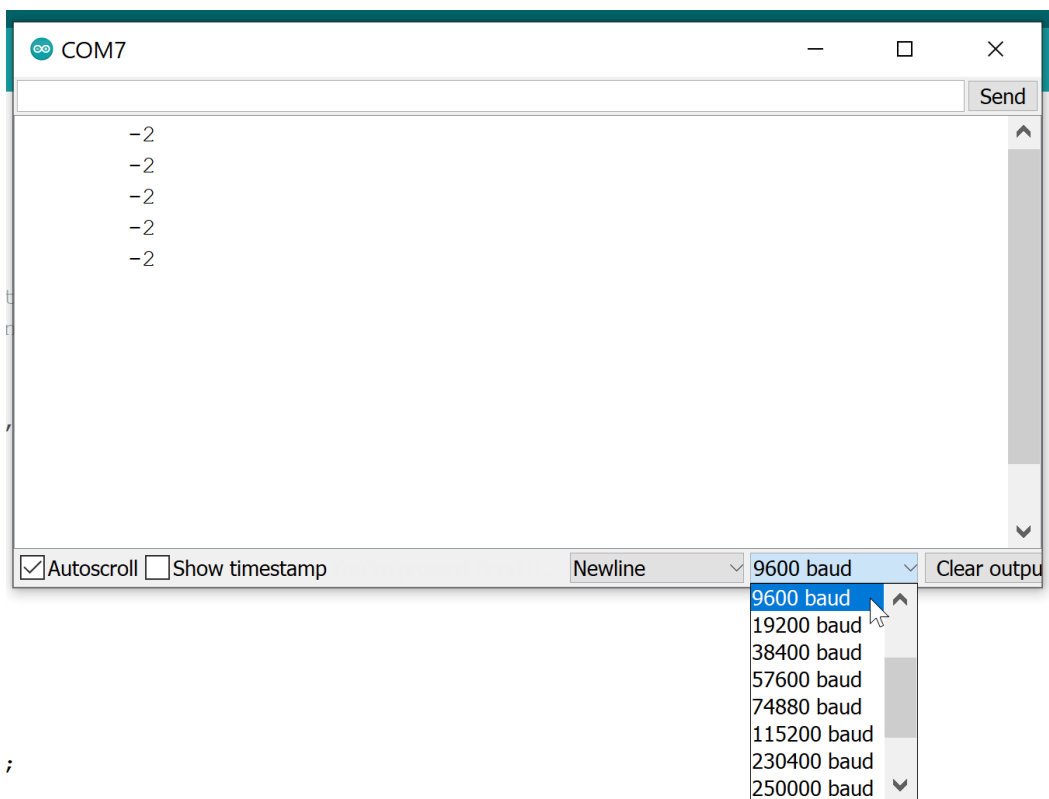 COM7
Send
-2
-2
-2
-2
-2
,
Autoscroll Show timestamp Newline 9600 baud Clear outpu
9600 baud
19200 baud
38400 baud
57600 baud
74880 baud
115200 baud
230400 baud
; 
250000 baud